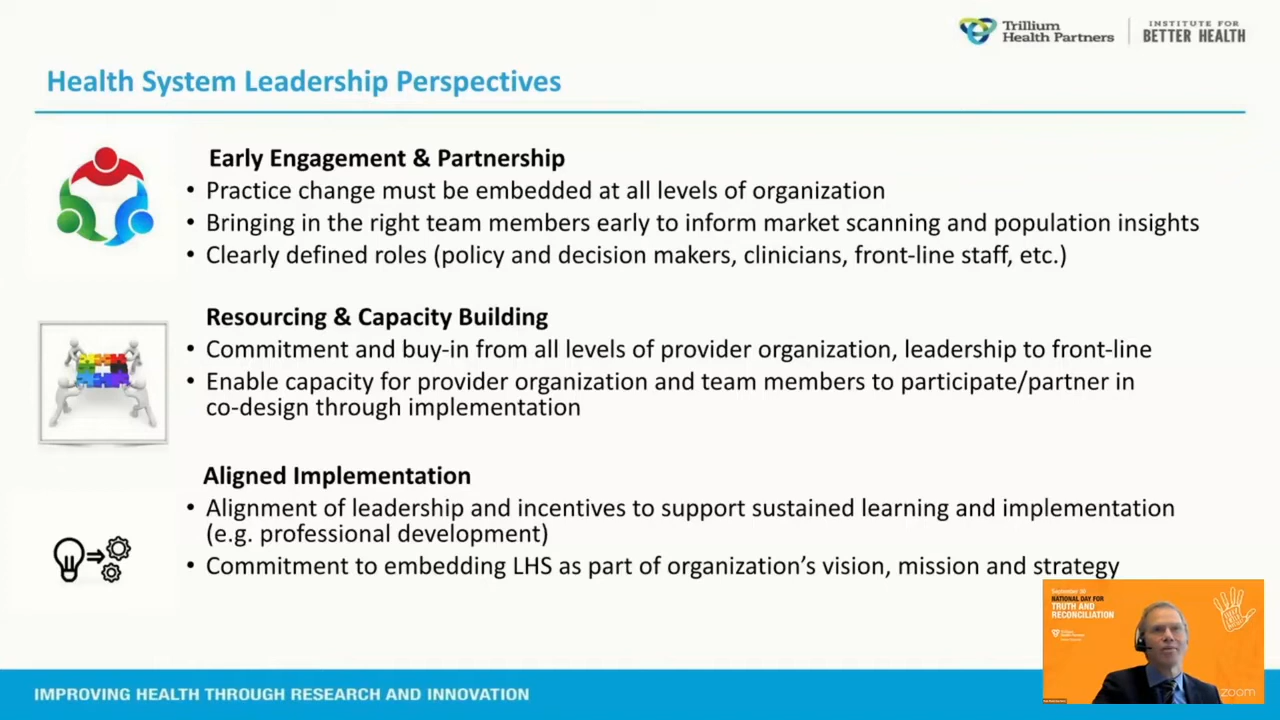 Trillium
Health Partners
INSTITUTE FOR
BETTER HEALTH
Health System Leadership Perspectives
Early Engagement & Partnership
• Practice change must be embedded at all levels of organization
• Bringing in the right team members early to inform market scanning and population insights
• Clearly defined roles (policy and decision makers, clinicians, front-line staff, etc.)
Resourcing & Capacity Building
• Commitment and buy-in from all levels of provider organization, leadership to front-line
• Enable capacity for provider organization and team members to participate/partner in
co-design through implementation
Aligned Implementation
• Alignment of leadership and incentives to support sustained learning and implementation
(e.g. professional development)
• Commitment to embedding LHS as part of organization’s vision, mission and strategy
September 30
NATIONAL DAY FOR
TRUTH AND
RECONCILIATION
Trillium
zoom
IMPROVING HEALTH THROUGH RESEARCH AND INNOVATION